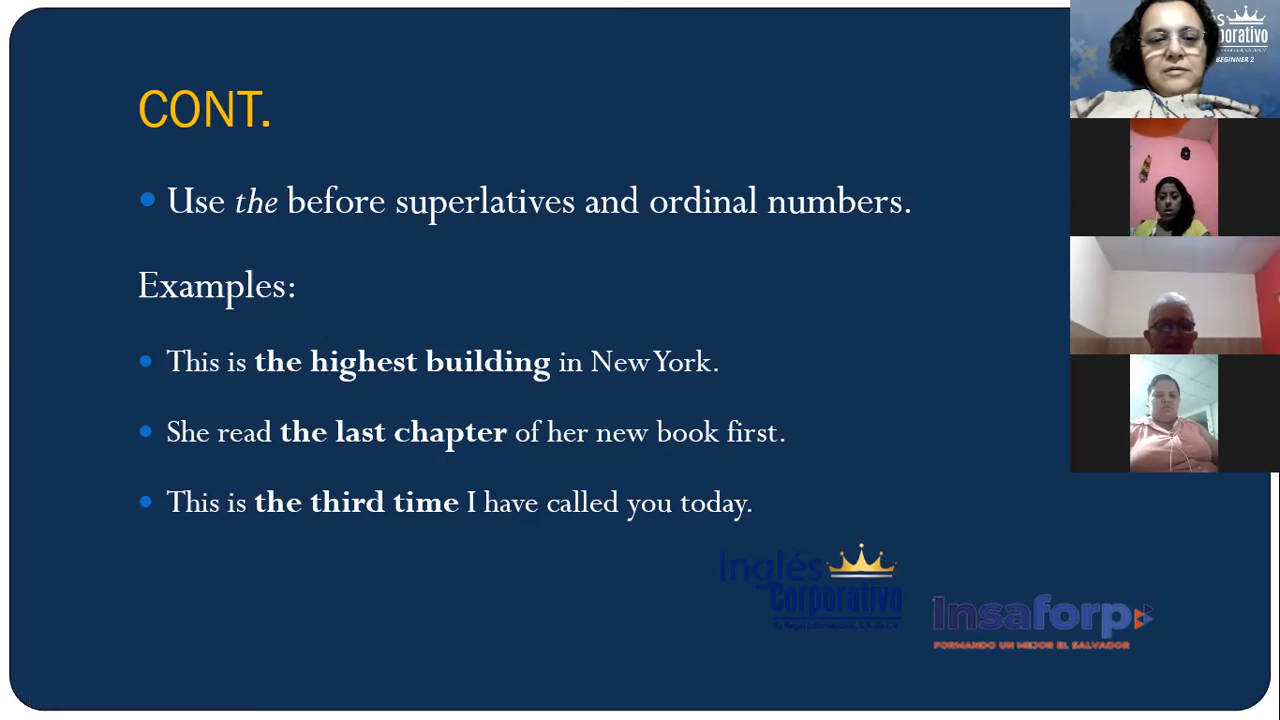 CONT.
Use the before superlatives and ordinal numbers.
Examples:
This is the highest building in New York.
She read the last chapter of her new book first.
This is the third time I have called you today.
Inglés
Corporativo
By Regal International, S.A. de C.V.
Insaforp
FORMANDO UN MEJOR EL SALVADOR
BEGINNER 2